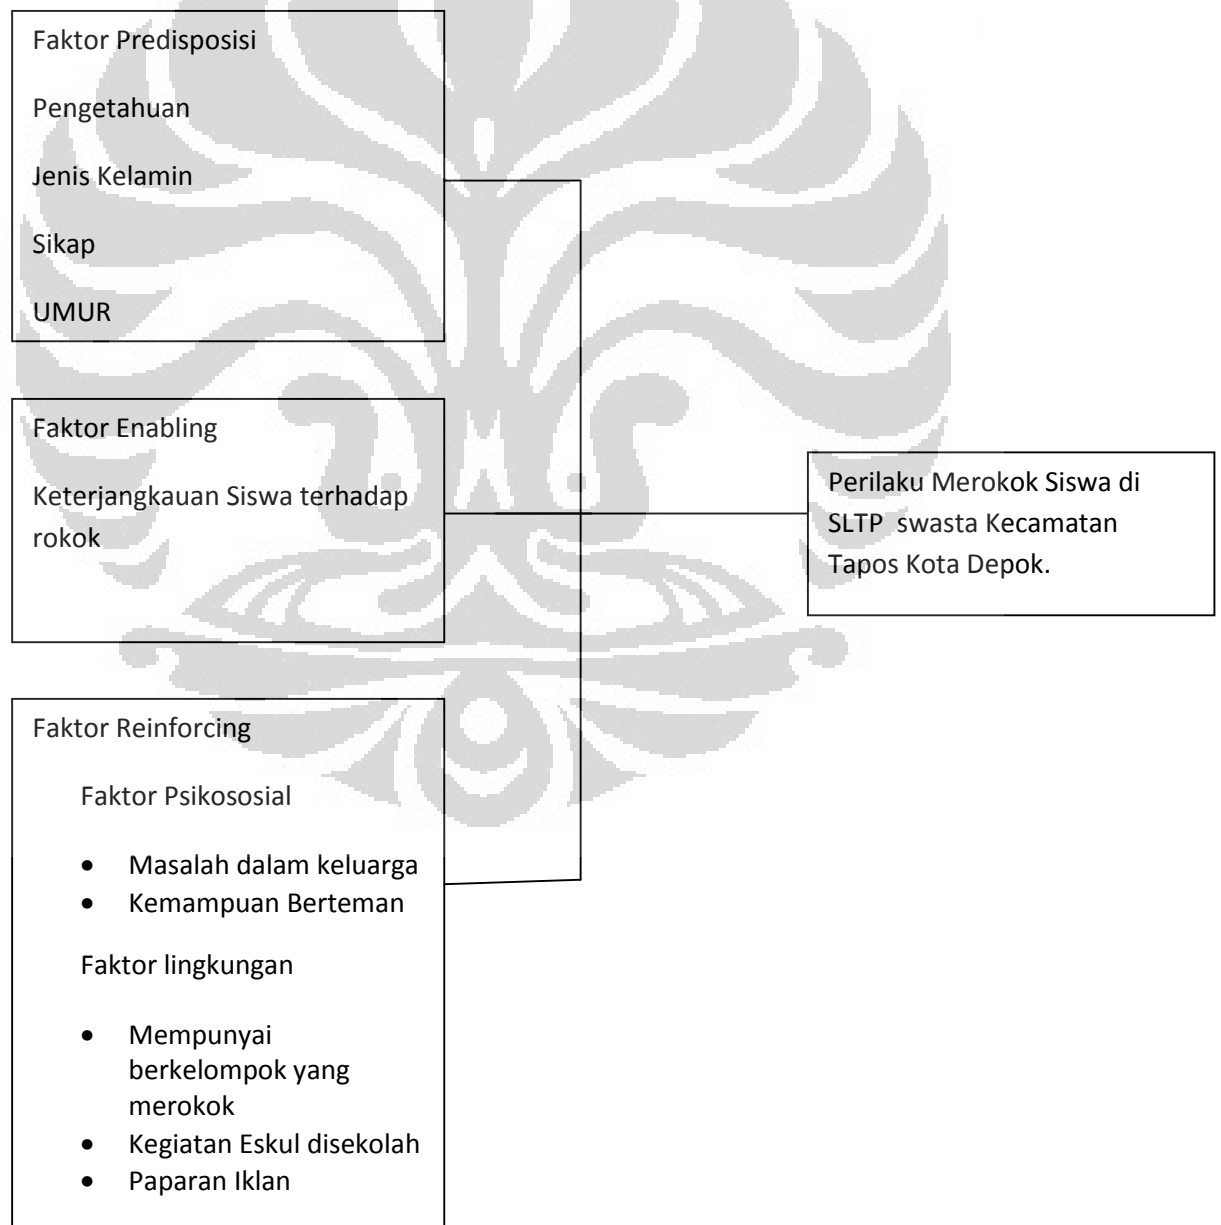 Faktor Predisposisi
Pengetahuan
Jenis Kelamin
Sikap
UMUR
Faktor Enabling
Keterjangkauan Siswa terhadap
rokok
Perilaku Merokok Siswa di
SLTP  swasta Kecamatan
Tapos Kota Depok.
Faktor Reinforcing
Faktor Psikososial
• Masalah dalam keluarga
• Kemampuan Berteman
Faktor lingkungan
• Mempunyai
berkelompok yang
merokok
• Kegiatan Eskul disekolah
• Paparan Iklan